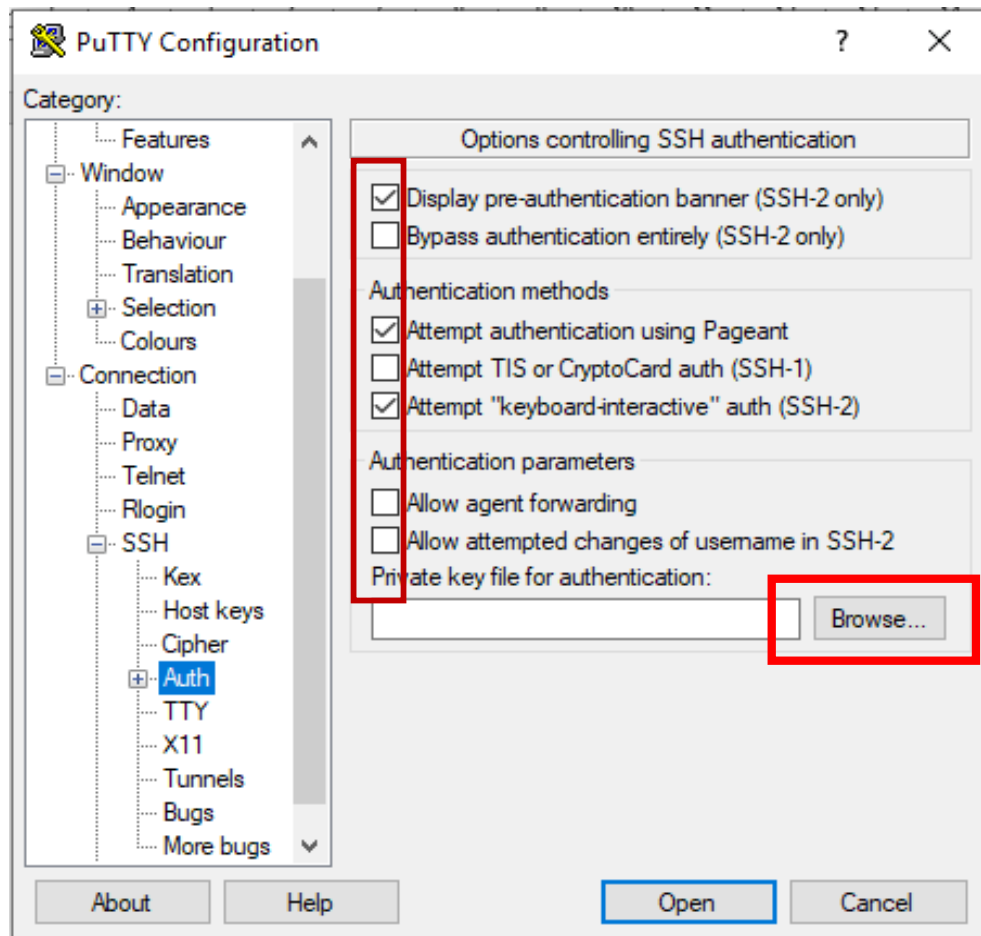 PuTTY Configuration
?
Category:
Features
Window
Appearance
Behaviour
Translation
Selection
Colours
Connection
Data
Proxy
Telnet
Rlogin
SSH
Kex
Host keys
Cipher
Auth
TTY
X11
Tunnels
Bugs
More bugs
Options controlling SSH authentication
Display pre-authentication banner (SSH-2 only)
Bypass authentication entirely (SSH-2 only)
Authentication methods
Attempt authentication using Pageant
Attempt TIS or CryptoCard auth (SSH-1)
Attempt "keyboard-interactive" auth (SSH-2)
Authentication parameters
Allow agent forwarding
Allow attempted changes of username in SSH-2
Private key file for authentication:
Browse...
About
Help
Open
Cancel